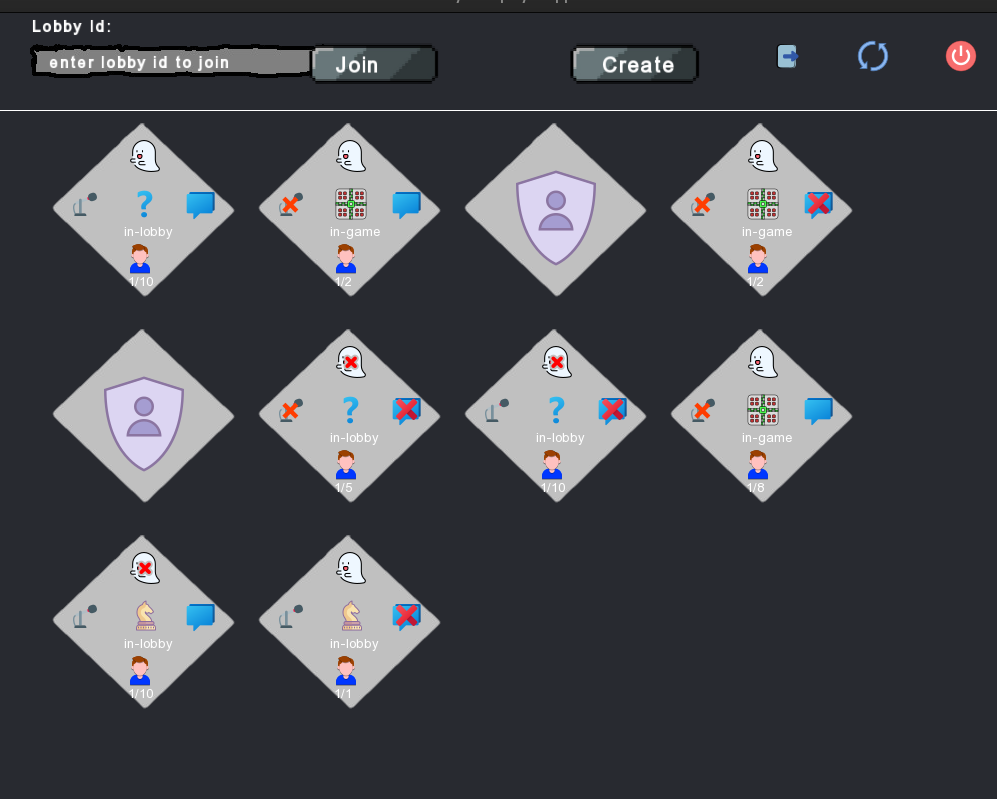 Lobby Id:
enter lobby id to join
Join
Create
?
in-lobby
1/10
in-game
1/2
in-game
1/2
?
in-lobby
1/5
?
in-lobby
1/10
in-game
1/8
in-lobby
1/10
in-lobby
1/1